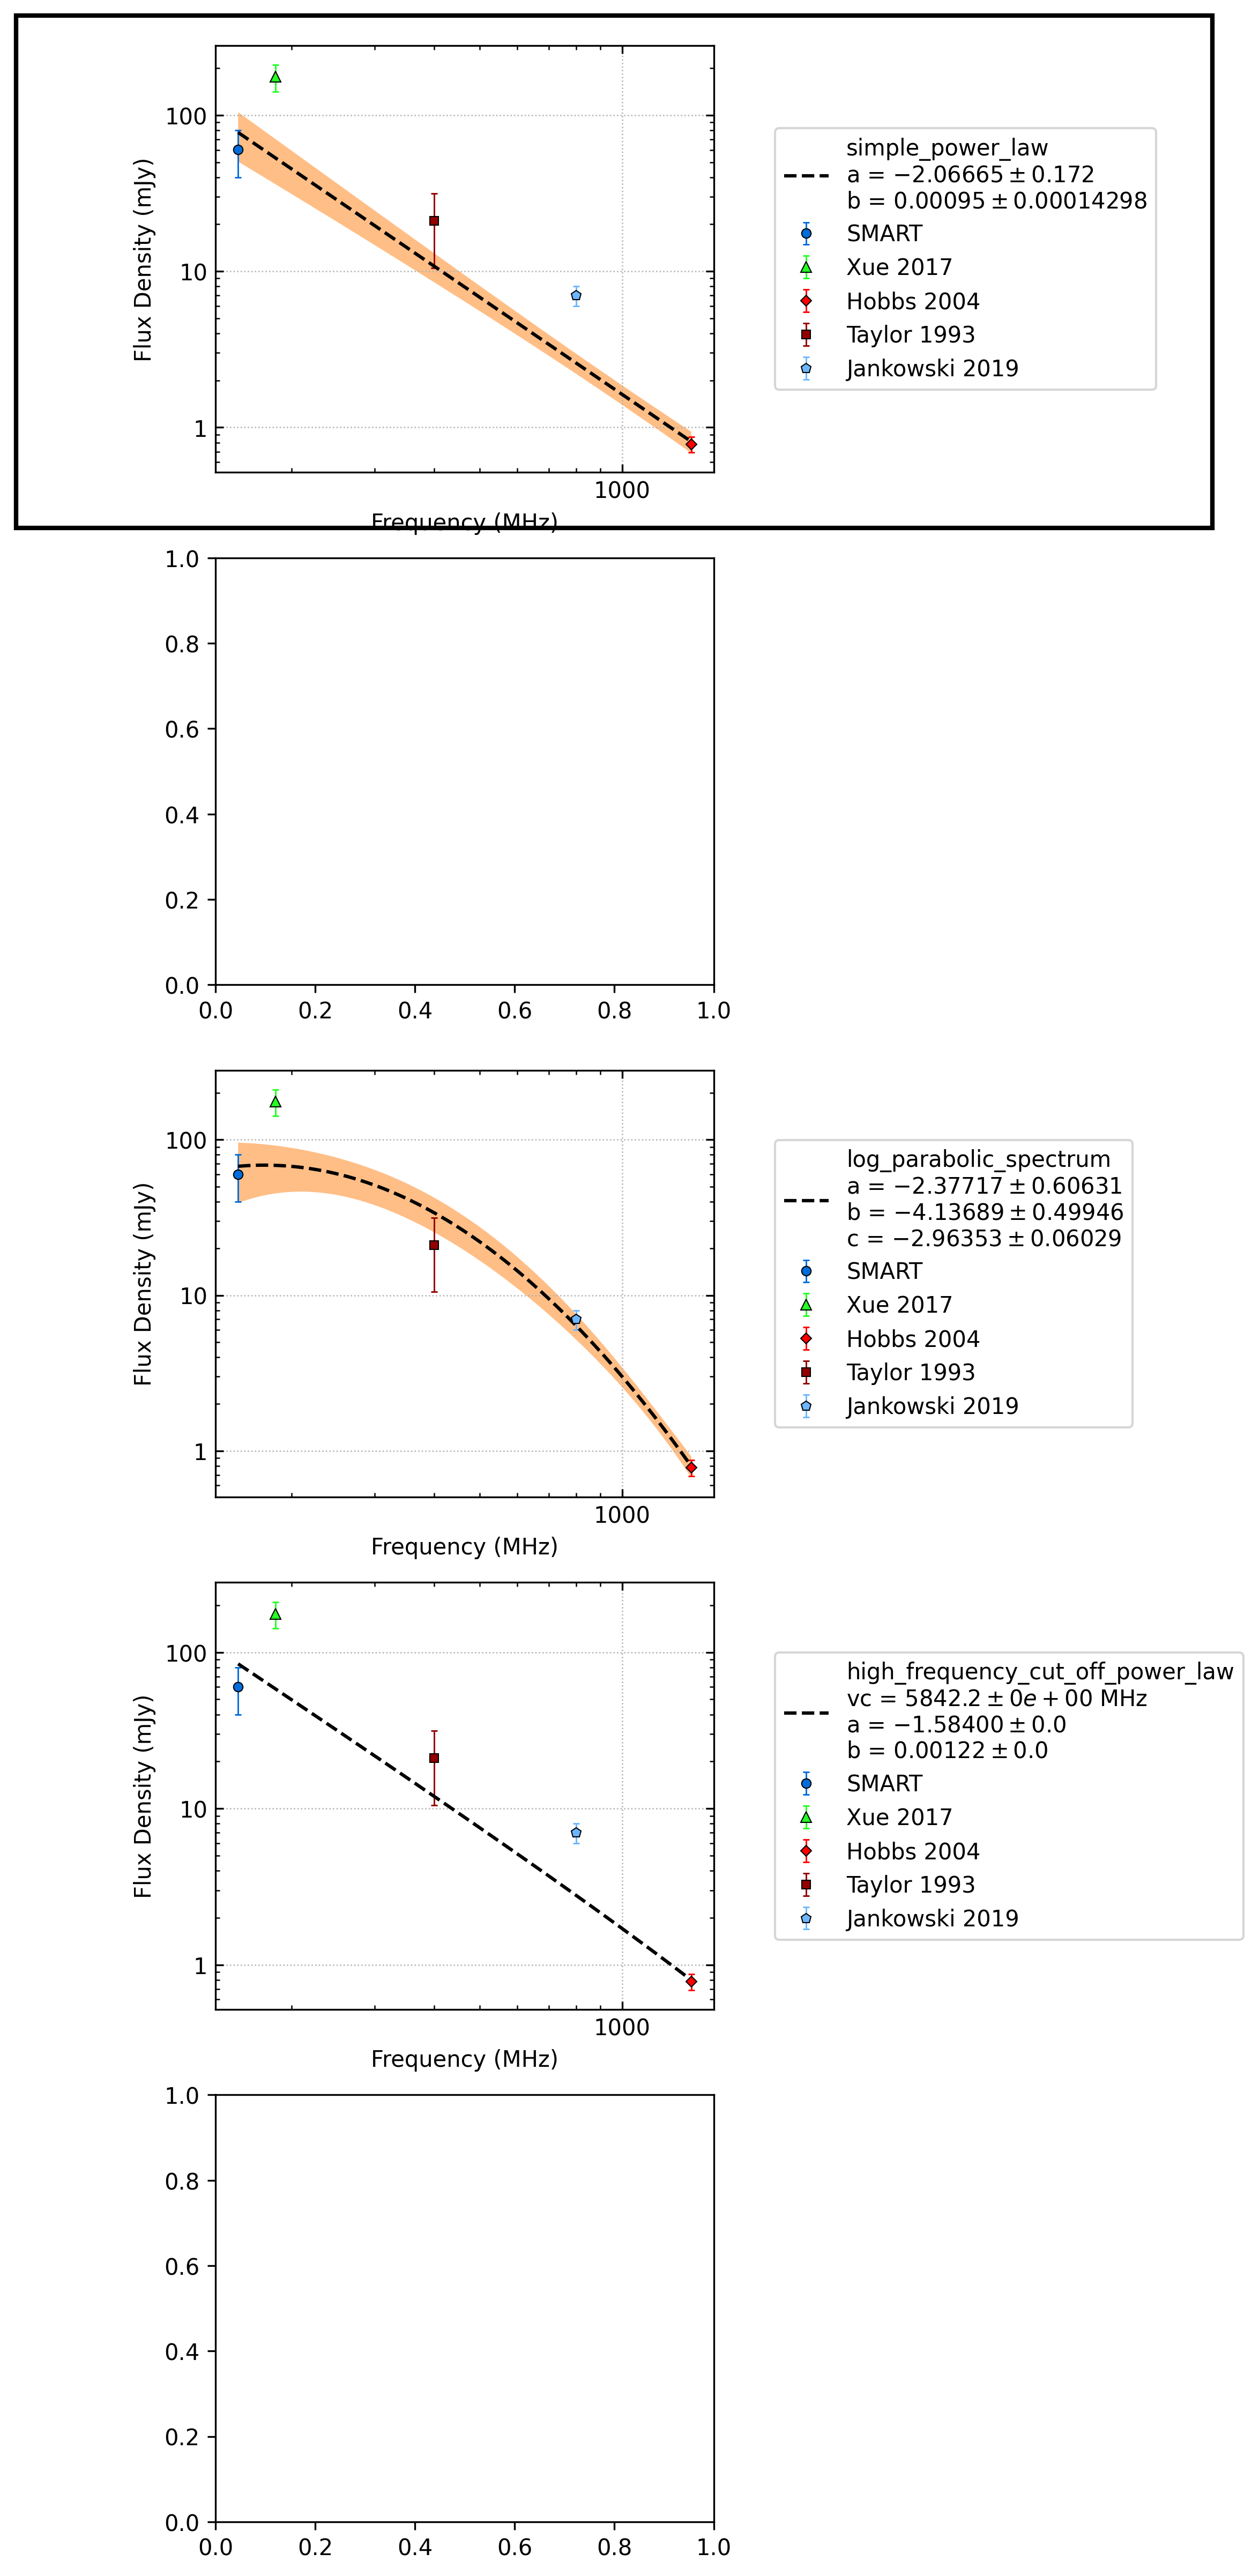 100
10
1
Flux Density (mJy)
1000
Frequency (MHz)
simple_power_law
a = −2.06665 ± 0.172
b = 0.00095 ± 0.00014298
SMART
Xue 2017
Hobbs 2004
Taylor 1993
Jankowski 2019
1.0
0.8
0.6
0.4
0.2
0.0
0.0 0.2 0.4 0.6 0.8 1.0
100
10
1
Flux Density (mJy)
1000
Frequency (MHz)
log_parabolic_spectrum
a = −2.37717 ± 0.60631
b = −4.13689 ± 0.49946
c = −2.96353 ± 0.06029
SMART
Xue 2017
Hobbs 2004
Taylor 1993
Jankowski 2019
100
10
1
Flux Density (mJy)
1000
Frequency (MHz)
high_frequency_cut_off_power_law
vc = 5842.2 ± 0e + 00 MHz
a = −1.58400 ± 0.0
b = 0.00122 ± 0.0
SMART
Xue 2017
Hobbs 2004
Taylor 1993
Jankowski 2019
1.0
0.8
0.6
0.4
0.2
0.0
0.0 0.2 0.4 0.6 0.8 1.0